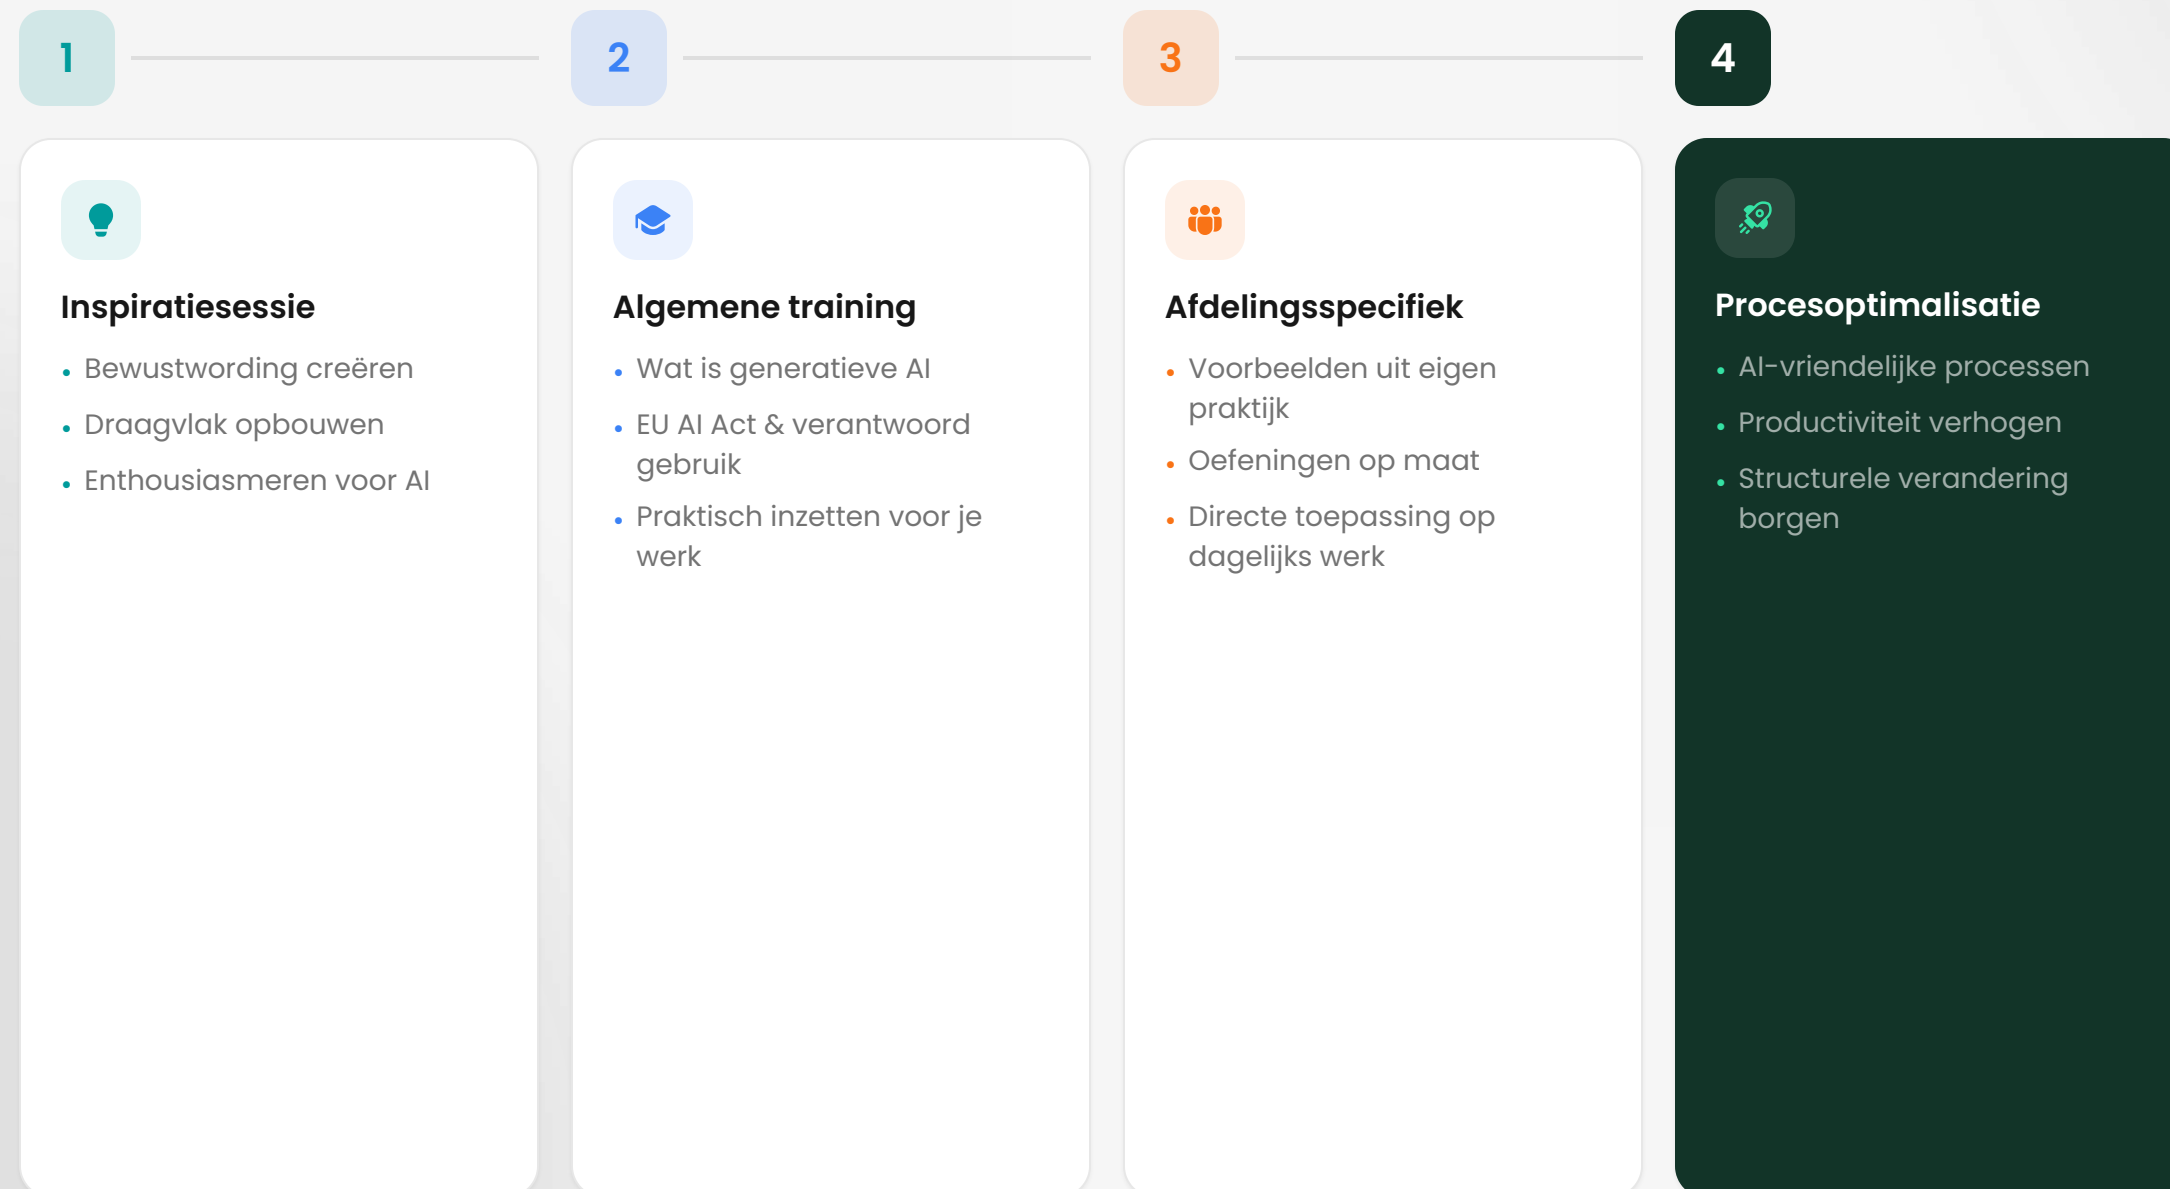 1
2
3
4
Inspiratiesessie
• Bewustwording creëren
• Draagvlak opbouwen
• Enthousiasmeren voor AI
Algemene training
• Wat is generatieve AI
• EU AI Act & verantwoord
gebruik
• Praktisch inzetten voor je
werk
Afdelingsspecifiek
• Voorbeelden uit eigen
praktijk
• Oefeningen op maat
• Directe toepassing op
dagelijks werk
Procesoptimalisatie
• AI-vriendelijke processen
• Productiviteit verhogen
• Structurele verandering
borgen